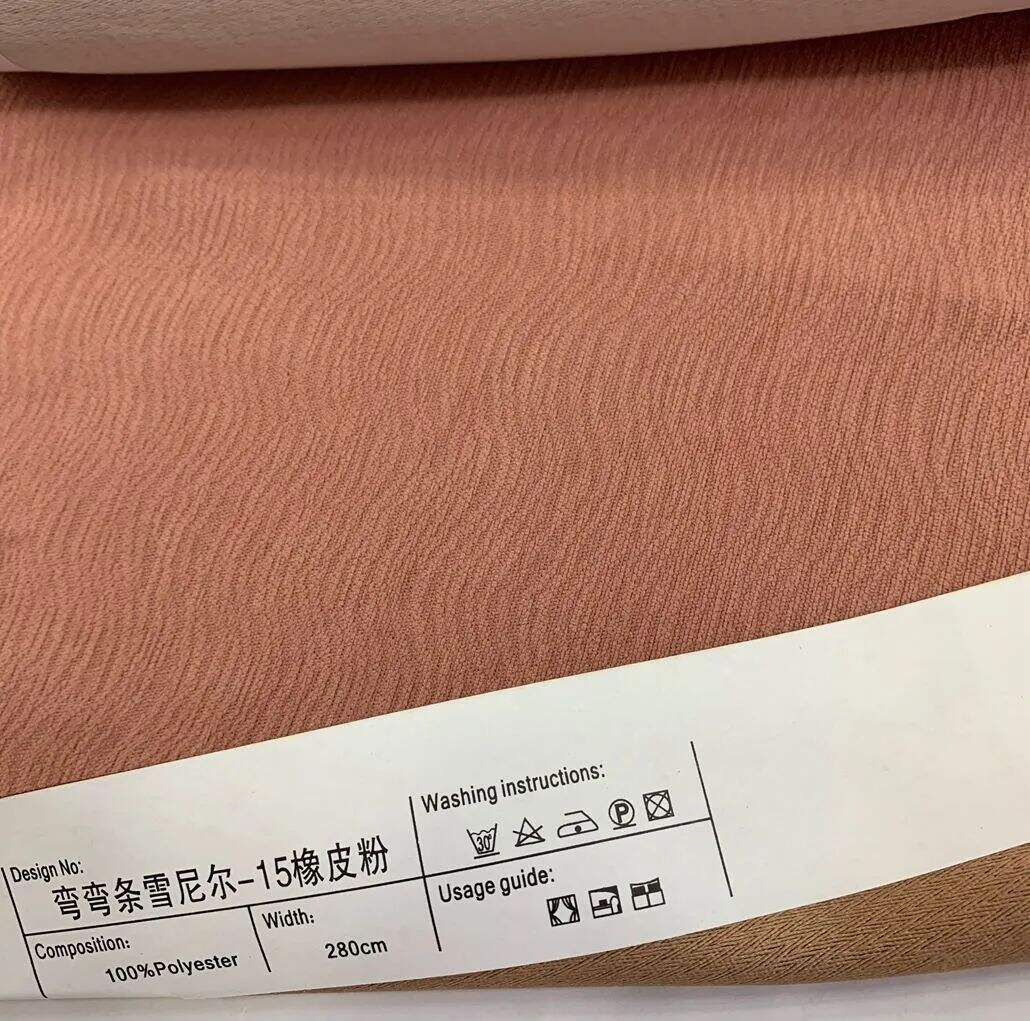 Design No:
弯弯条雪尼尔-15橡皮粉
Composition:
100%Polyester
Width:
280cm
Washing instructions:
30°
P
Usage guide: